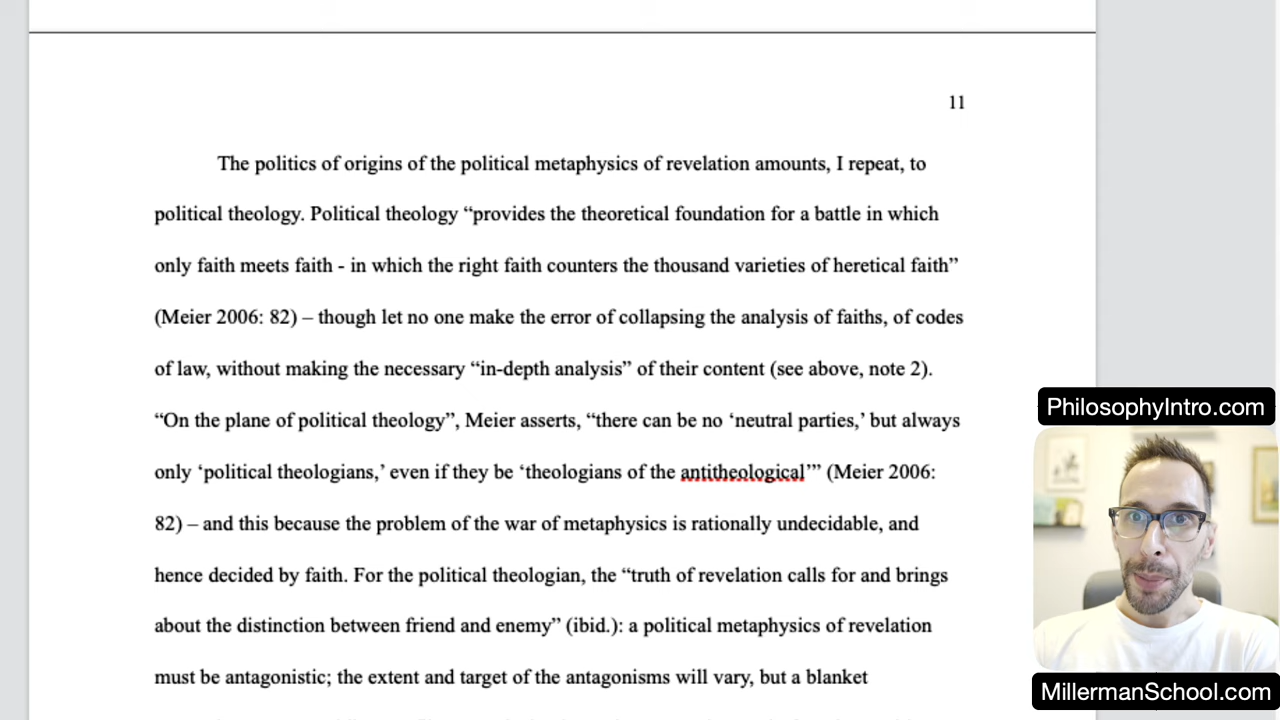 11
The politics of origins of the political metaphysics of revelation amounts, I repeat, to
political theology. Political theology “provides the theoretical foundation for a battle in which
only faith meets faith - in which the right faith counters the thousand varieties of heretical faith”
(Meier 2006: 82) – though let no one make the error of collapsing the analysis of faiths, of codes
of law, without making the necessary “in-depth analysis” of their content (see above, note 2).
“On the plane of political theology”, Meier asserts, “there can be no ‘neutral parties,’ but always
only ‘political theologians,’ even if they be ‘theologians of the antitheological’” (Meier 2006:
82) – and this because the problem of the war of metaphysics is rationally undecidable, and
hence decided by faith. For the political theologian, the “truth of revelation calls for and brings
about the distinction between friend and enemy” (ibid.): a political metaphysics of revelation
must be antagonistic; the extent and target of the antagonisms will vary, but a blanket
PhilosophyIntro.com
MillermanSchool.com